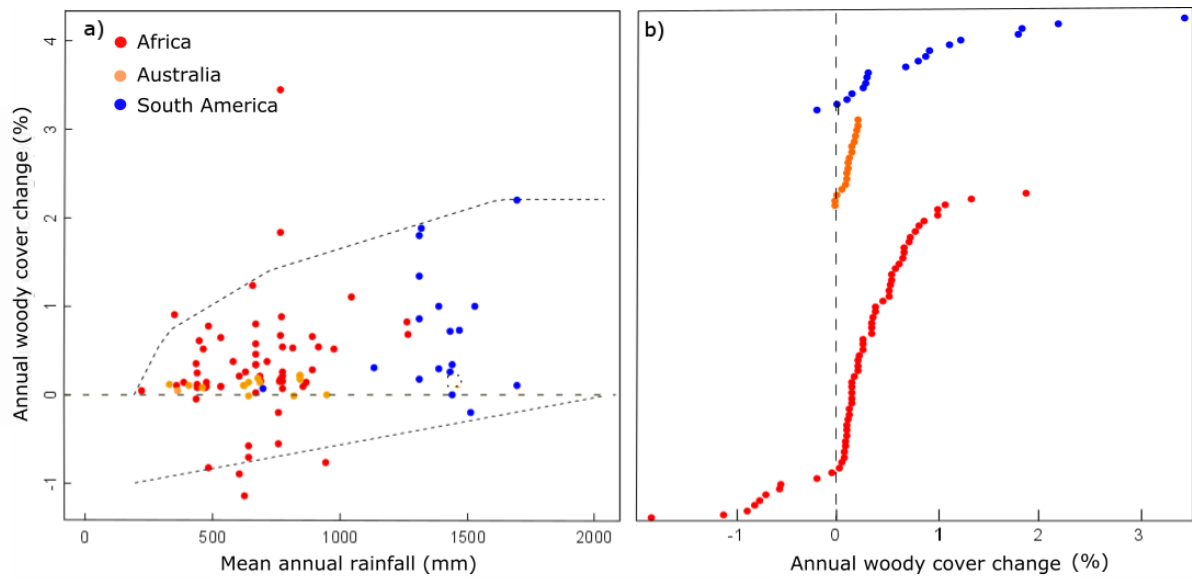 a)
Africa
Australia
South America
Annual woody cover change (%)
4
3
2
1
0
-1
0
500
1000
1500
2000
Mean annual rainfall (mm)
b)
-1
0
1
2
3
Annual woody cover change (%)